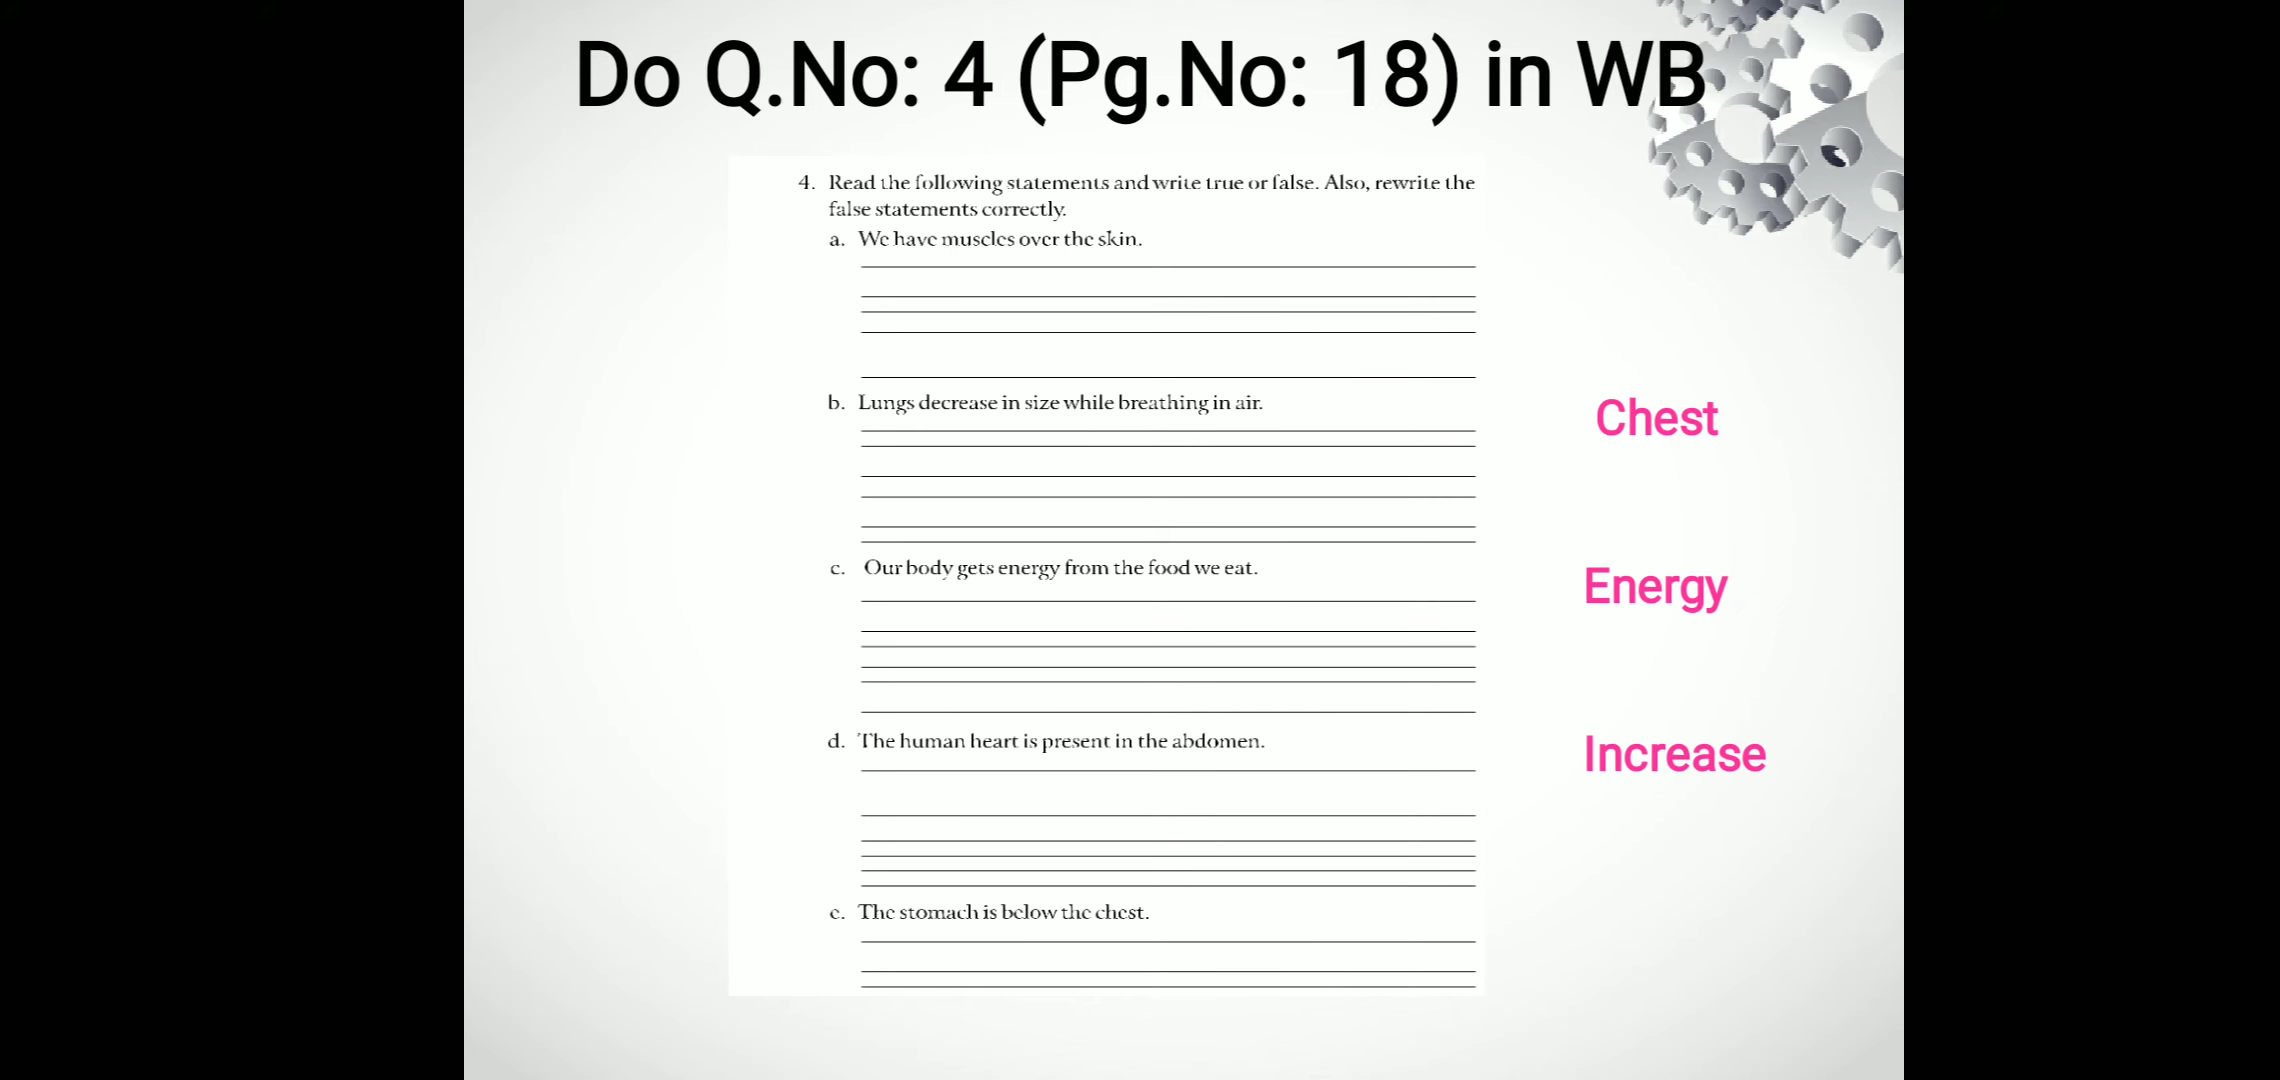 Do Q.No: 4 (Pg.No: 18) in WB
4. Read the following statements and write true or false. Also, rewrite the
false statements correctly.
a. We have muscles over the skin.
b. Lungs decrease in size while breathing in air.
Chest
c. Our body gets energy from the food we eat.
Energy
d. The human heart is present in the abdomen.
Increase
e. The stomach is below the chest.